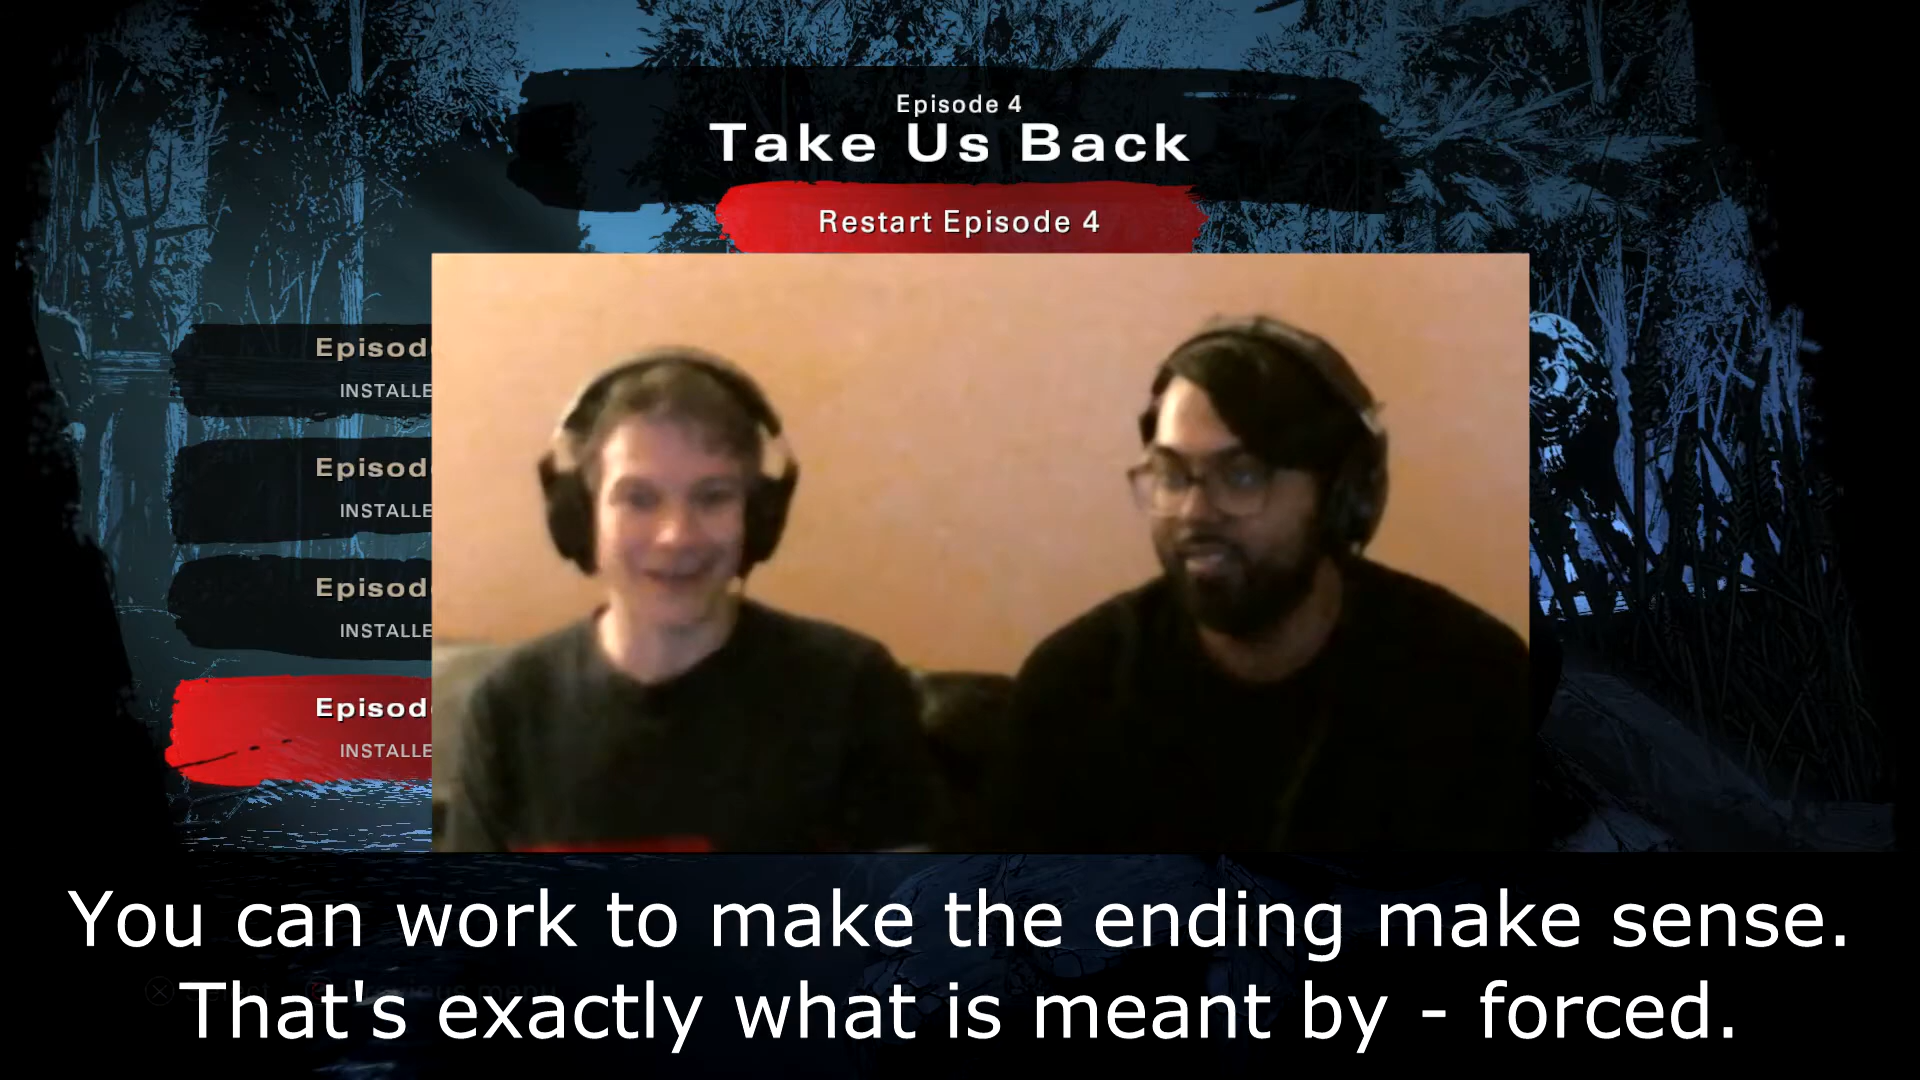 Episode 4
Take Us Back
Restart Episode 4
Episod
INSTALLE
Episod
INSTALLE
Episod
INSTALLE
Episod
INSTALLE
You can work to make the ending make sense.
That's exactly what is meant by - forced.